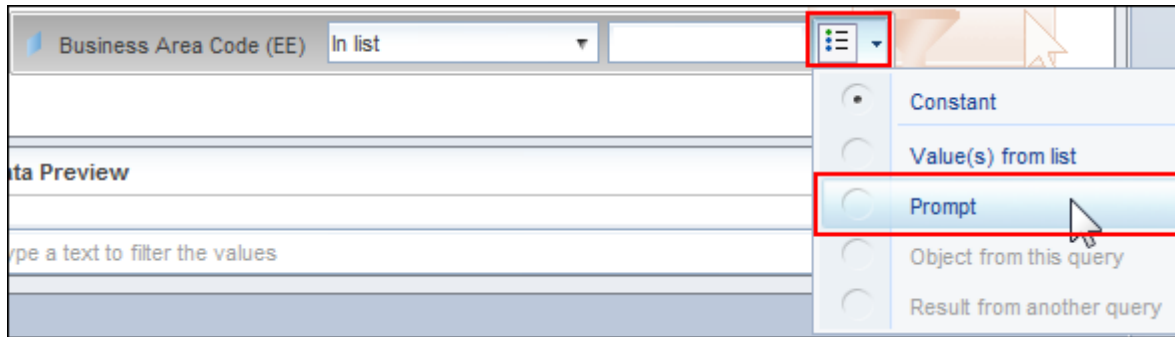 Business Area Code (EE) In list
Constant
Value(s) from list
ata Preview
Prompt
ype a text to filter the values
Object from this query
Result from another query